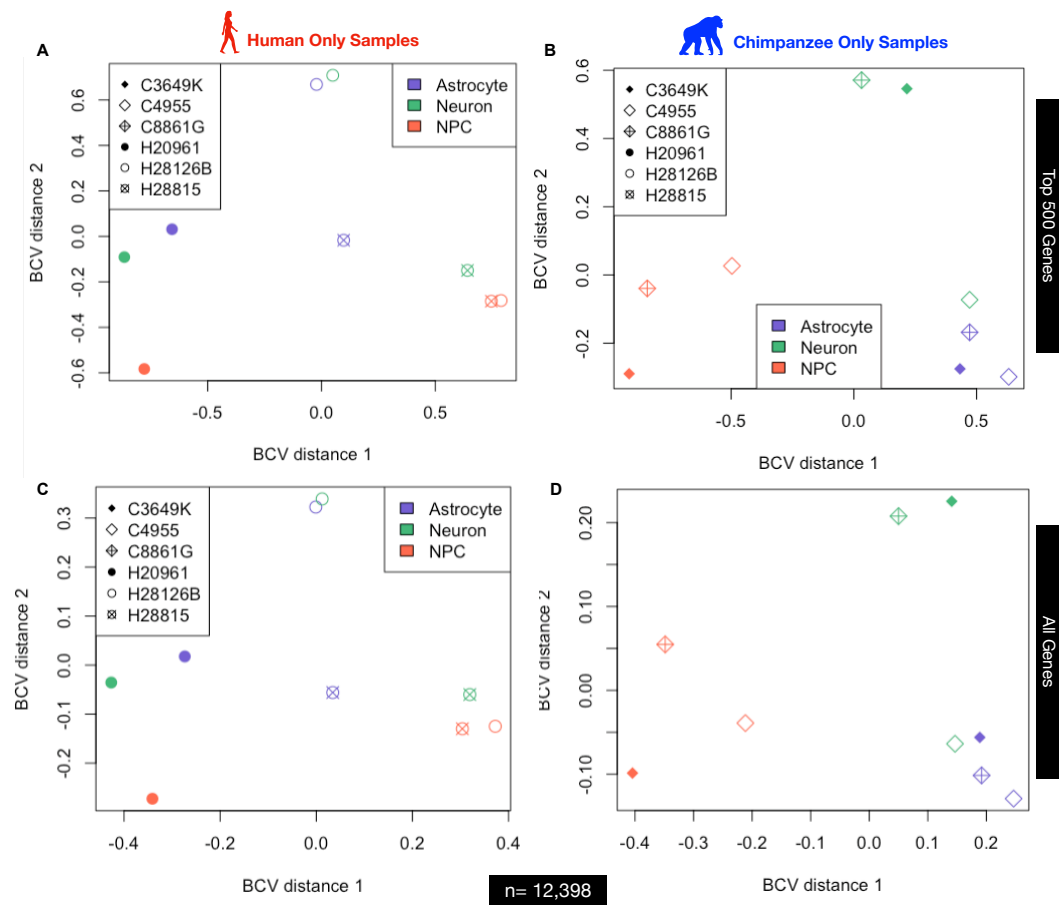 Human Only Samples
Chimpanzee Only Samples
A
C3649K
C4955
C8861G
H20961
H28126B
H28815
Astrocyte
Neuron
NPC
BCV distance 2
0.6
0.4
0.2
0.0
-0.2
-0.4
-0.6
-0.5
0.0
0.5
BCV distance 1
B
C3649K
C4955
C8861G
H20961
H28126B
H28815
Astrocyte
Neuron
NPC
BCV distance 2
0.6
0.4
0.2
0.0
-0.2
-0.5
0.0
0.5
BCV distance 1
Top 500 Genes
C
C3649K
C4955
C8861G
H20961
H28126B
H28815
Astrocyte
Neuron
NPC
BCV distance 2
0.3
0.2
0.1
0.0
-0.1
-0.2
-0.4
-0.2
0.0
0.2
0.4
BCV distance 1
D
BCV distance 2
0.20
0.10
0.00
-0.10
-0.4
-0.3
-0.2
-0.1
0.0
0.1
0.2
BCV distance 1
All Genes
n= 12,398